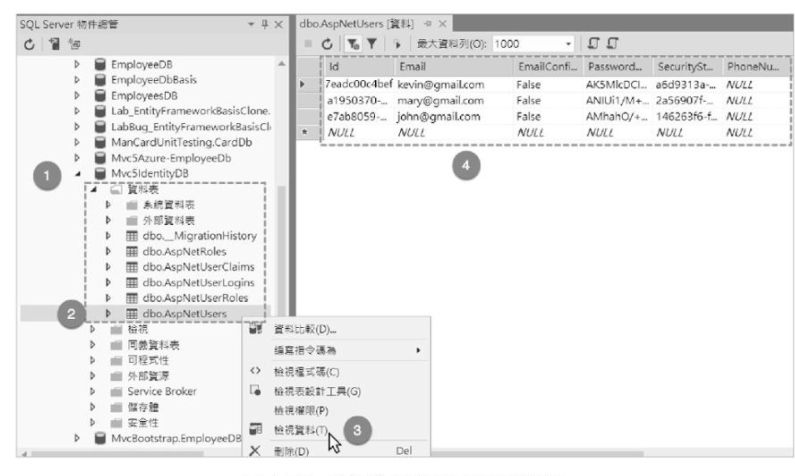 SQL Server 物件總管
EmployeeDB
EmployeeDbBasis
EmployeesDB
Lab_EntityFrameworkBasisClone.
LabBug_EntityFrameworkBasisCl
ManCardUnitTesting.CardDb
Mvc5Azure-EmployeeDb
1
Mvc5IdentityDB
資料表
系統資料表
外部資料表
dbo.__MigrationHistory
dbo.AspNetRoles
dbo.AspNetUserClaims
dbo.AspNetUserLogins
dbo.AspNetUserRoles
2
dbo.AspNetUsers
檢視
同義資料表
可程式性
外部資源
Service Broker
儲存體
安全性
MvcBootstrap.EmployeeDB
資料比較(D)...
編寫指令碼為
檢視程式碼(C)
檢視表設計工具(G)
檢視權限(P)
檢視資料(T)
3
刪除(D) Del
dbo.AspNetUsers [資料]
最大資料列(O): 1000
Id Email EmailConfi... Password... SecuritySt... PhoneNu...
7eadc00c4bef kevin@gmail.com False AK5MlcDCl... a6d9313a-... NULL
a1950370-... mary@gmail.com False ANIUi1/M+... 2a56907f-... NULL
e7ab8059-... john@gmail.com False AMhahO/+... 146263f6-f... NULL
NULL NULL NULL NULL NULL NULL
4